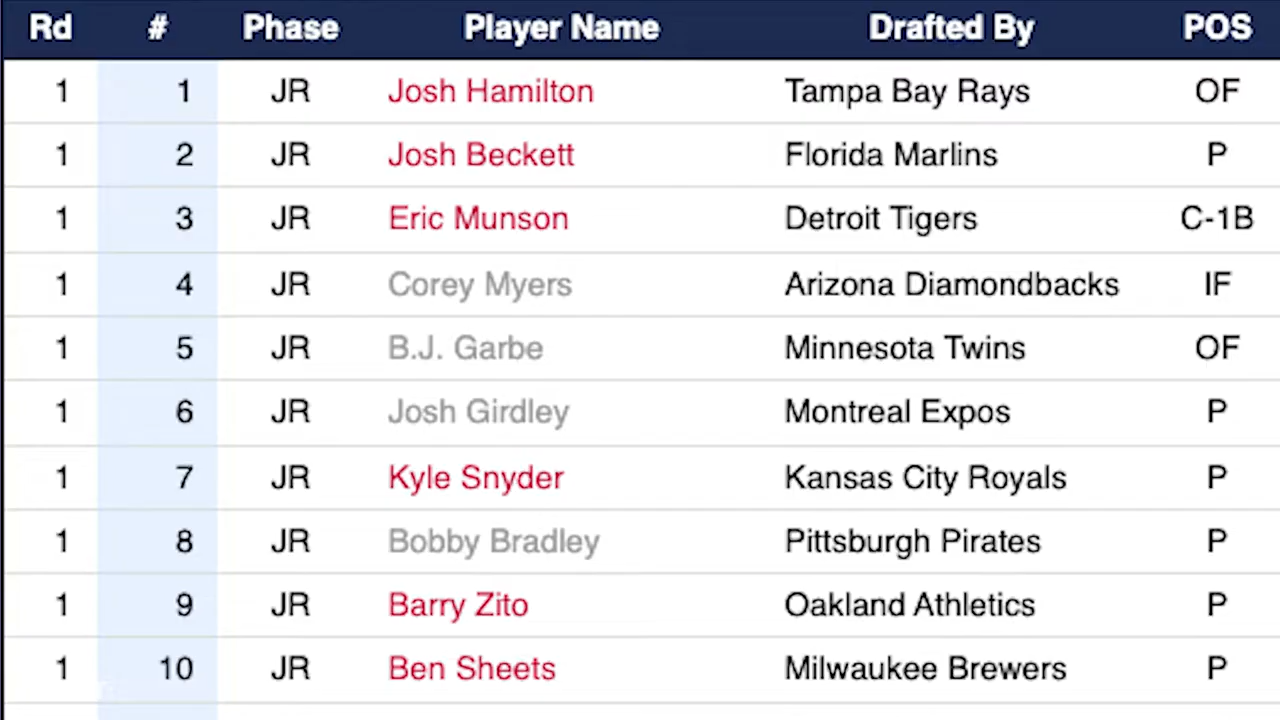 Rd # Phase Player Name Drafted By POS
1 1 JR Josh Hamilton Tampa Bay Rays OF
1 2 JR Josh Beckett Florida Marlins P
1 3 JR Eric Munson Detroit Tigers C-1B
1 4 JR Corey Myers Arizona Diamondbacks IF
1 5 JR B.J. Garbe Minnesota Twins OF
1 6 JR Josh Girdley Montreal Expos P
1 7 JR Kyle Snyder Kansas City Royals P
1 8 JR Bobby Bradley Pittsburgh Pirates P
1 9 JR Barry Zito Oakland Athletics P
1 10 JR Ben Sheets Milwaukee Brewers P